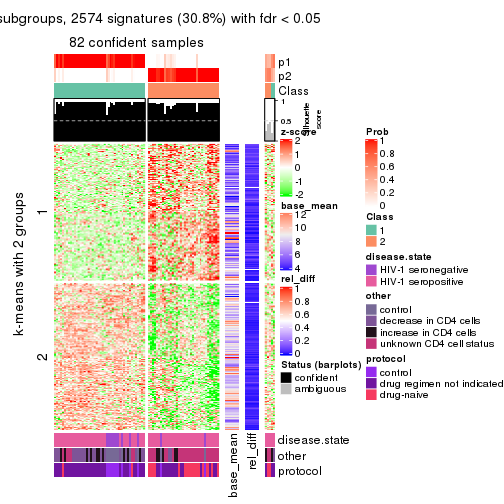 subgroups, 2574 signatures (30.8%) with fdr < 0.05
82 confident samples
p1
p2
Class
1
0.5
0
Silhouette
score
k-means with 2 groups
1
2
z-score
2
1
0
-1
-2
base_mean
12
10
8
6
4
rel_diff
1
0.8
0.6
0.4
0.2
0
Status (barplots)
confident
ambiguous
Prob
1
0.8
0.6
0.4
0.2
0
Class
1
2
disease.state
HIV-1 seronegative
HIV-1 seropositive
other
control
decrease in CD4 cells
increase in CD4 cells
unknown CD4 cell status
protocol
control
drug regimen not indicated
drug-naive
disease.state
other
protocol
base_mean
rel_diff